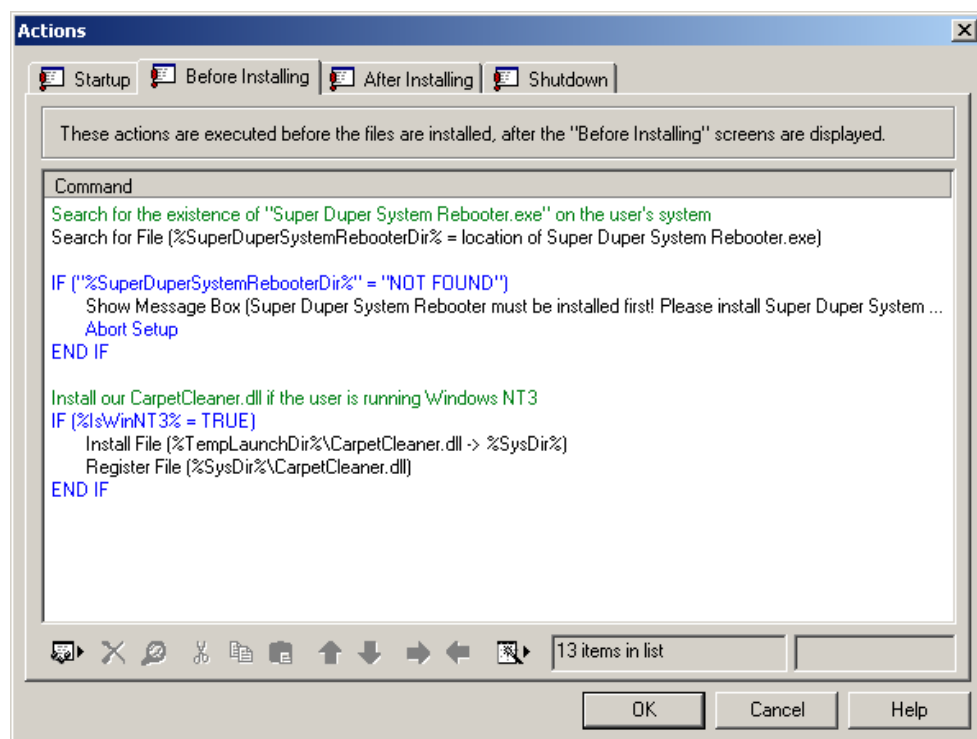 Actions
Startup Before Installing After Installing Shutdown
These actions are executed before the files are installed, after the "Before Installing" screens are displayed.
Command
Search for the existence of "Super Duper System Rebooter.exe" on the user's system
Search for File (%SuperDuperSystemRebooterDir% = location of Super Duper System Rebooter.exe)
IF ("%SuperDuperSystemRebooterDir%" = "NOT FOUND")
Show Message Box (Super Duper System Rebooter must be installed first! Please install Super Duper System ...
Abort Setup
END IF
Install our CarpetCleaner.dll if the user is running Windows NT3
IF (%IsWinNT3% = TRUE)
Install File (%TempLaunchDir%\CarpetCleaner.dll -> %SysDir%)
Register File (%SysDir%\CarpetCleaner.dll)
END IF
13 items in list
OK Cancel Help